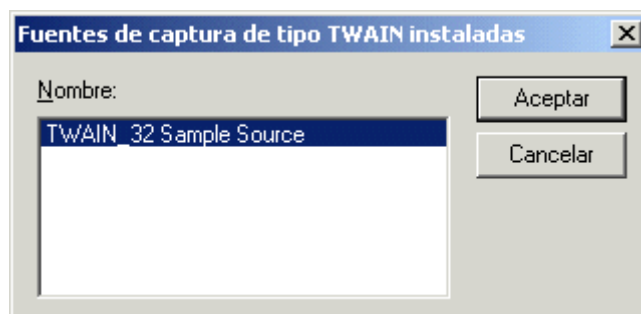 Fuentes de captura de tipo TWAIN instaladas
Nombre:
TWAIN_32 Sample Source
Aceptar
Cancelar